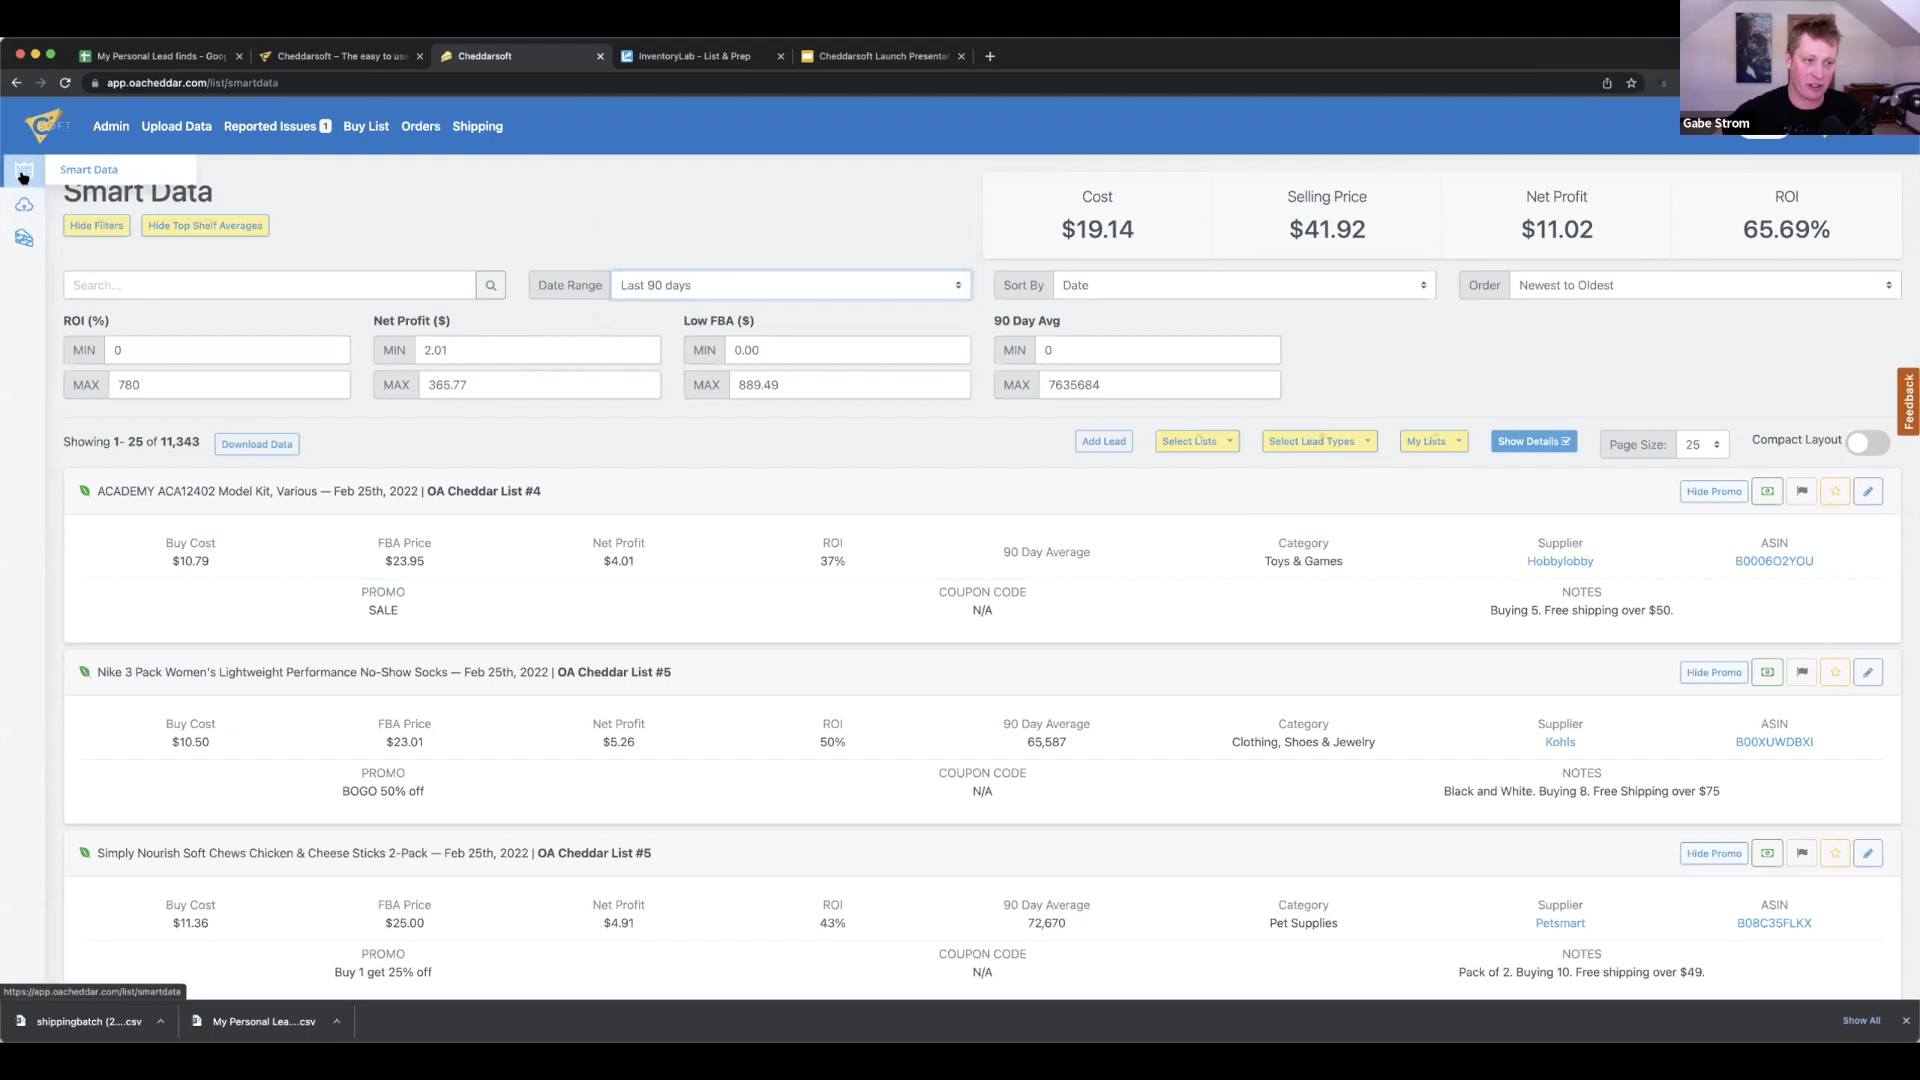 My Personal Lead finds - Goog
Cheddarsoft – The easy to use
Cheddarsoft
InventoryLab - List & Prep
Cheddarsoft Launch Presentat
app.oacheddar.com/list/smartdata
Gabe Strom
Admin
Upload Data
Reported Issues 1
Buy List
Orders
Shipping
Smart Data
Smart Data
Hide Filters
Hide Top Shelf Averages
Cost
$19.14
Selling Price
$41.92
Net Profit
$11.02
ROI
65.69%
Search...
Date Range Last 90 days
Sort By Date
Order Newest to Oldest
ROI (%)
MIN 0
MAX 780
Net Profit ($)
MIN 2.01
MAX 365.77
Low FBA ($)
MIN 0.00
MAX 889.49
90 Day Avg
MIN 0
MAX 7635684
Feedback
Showing 1- 25 of 11,343
Download Data
Add Lead
Select Lists
Select Lead Types
My Lists
Show Details
Page Size: 25
Compact Layout
ACADEMY ACA12402 Model Kit, Various — Feb 25th, 2022 | OA Cheddar List #4
Hide Promo
Buy Cost
$10.79
FBA Price
$23.95
Net Profit
$4.01
ROI
37%
90 Day Average
Category
Toys & Games
Supplier
Hobbylobby
ASIN
B0006O2YOU
PROMO
SALE
COUPON CODE
N/A
NOTES
Buying 5. Free shipping over $50.
Nike 3 Pack Women's Lightweight Performance No-Show Socks — Feb 25th, 2022 | OA Cheddar List #5
Hide Promo
Buy Cost
$10.50
FBA Price
$23.01
Net Profit
$5.26
ROI
50%
90 Day Average
65,587
Category
Clothing, Shoes & Jewelry
Supplier
Kohls
ASIN
B00XUWDBXI
PROMO
BOGO 50% off
COUPON CODE
N/A
NOTES
Black and White. Buying 8. Free Shipping over $75
Simply Nourish Soft Chews Chicken & Cheese Sticks 2-Pack — Feb 25th, 2022 | OA Cheddar List #5
Hide Promo
Buy Cost
$11.36
FBA Price
$25.00
Net Profit
$4.91
ROI
43%
90 Day Average
72,670
Category
Pet Supplies
Supplier
Petsmart
ASIN
B08C35FLKX
PROMO
Buy 1 get 25% off
COUPON CODE
N/A
NOTES
Pack of 2. Buying 10. Free shipping over $49.
https://app.oacheddar.com/list/smartdata
shippingbatch (2....csv
My Personal Lea....csv
Show All